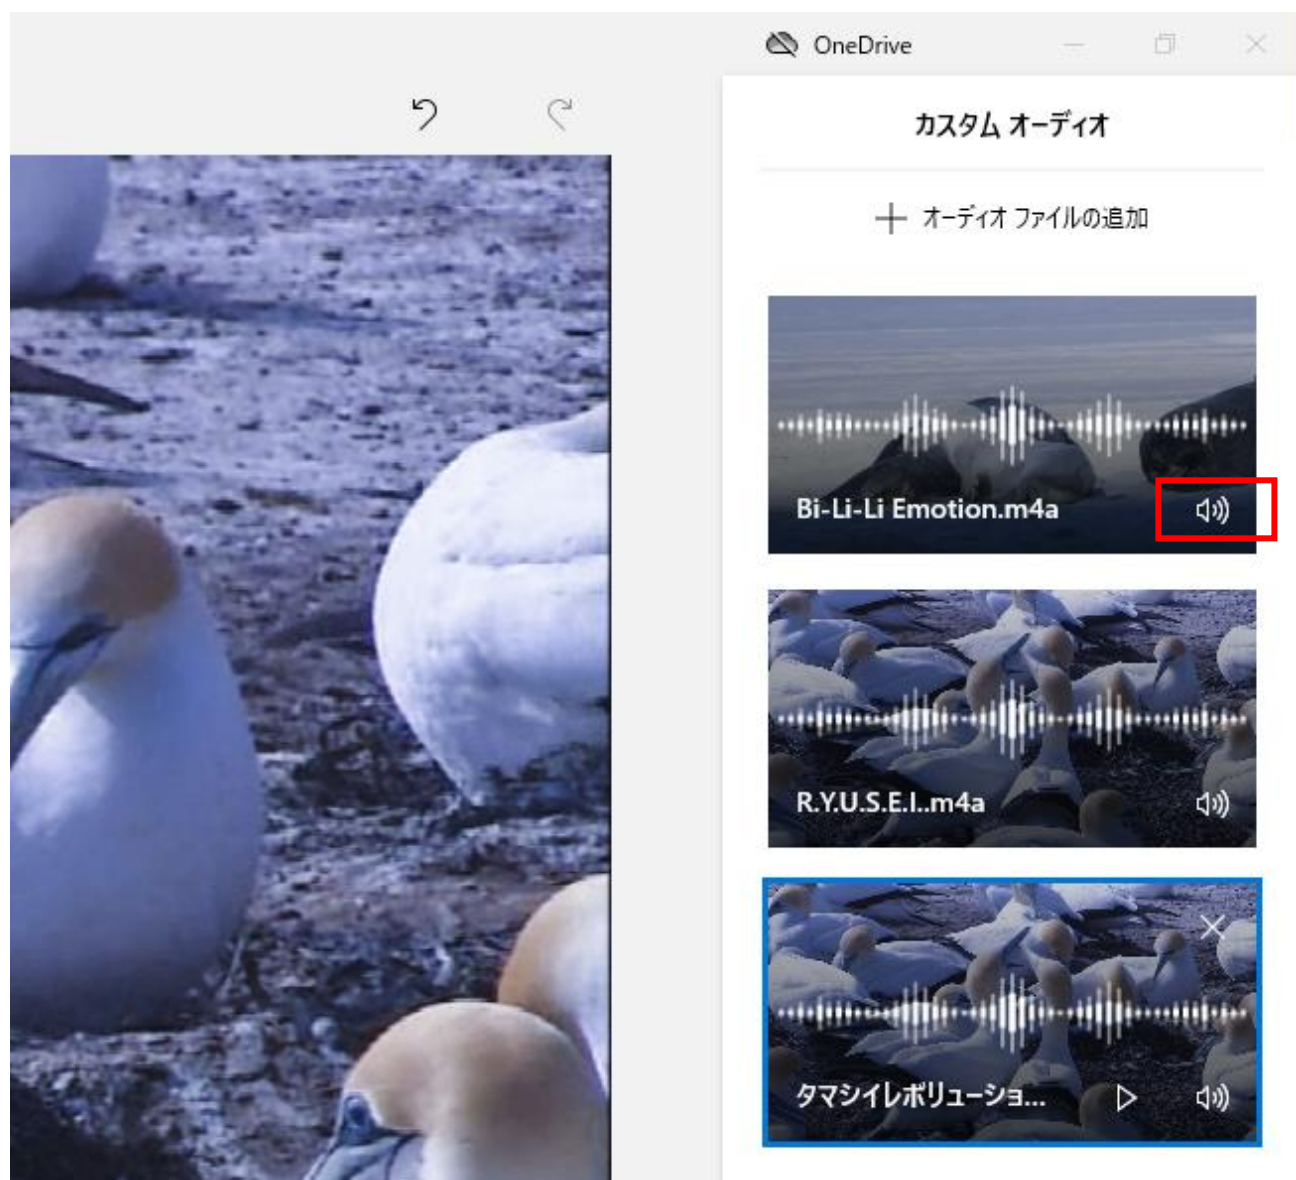 OneDrive
カスタム オーディオ
オーディオ ファイルの追加
Bi-Li-Li Emotion.m4a
R.Y.U.S.E.I..m4a
タマシイレボリューショ...